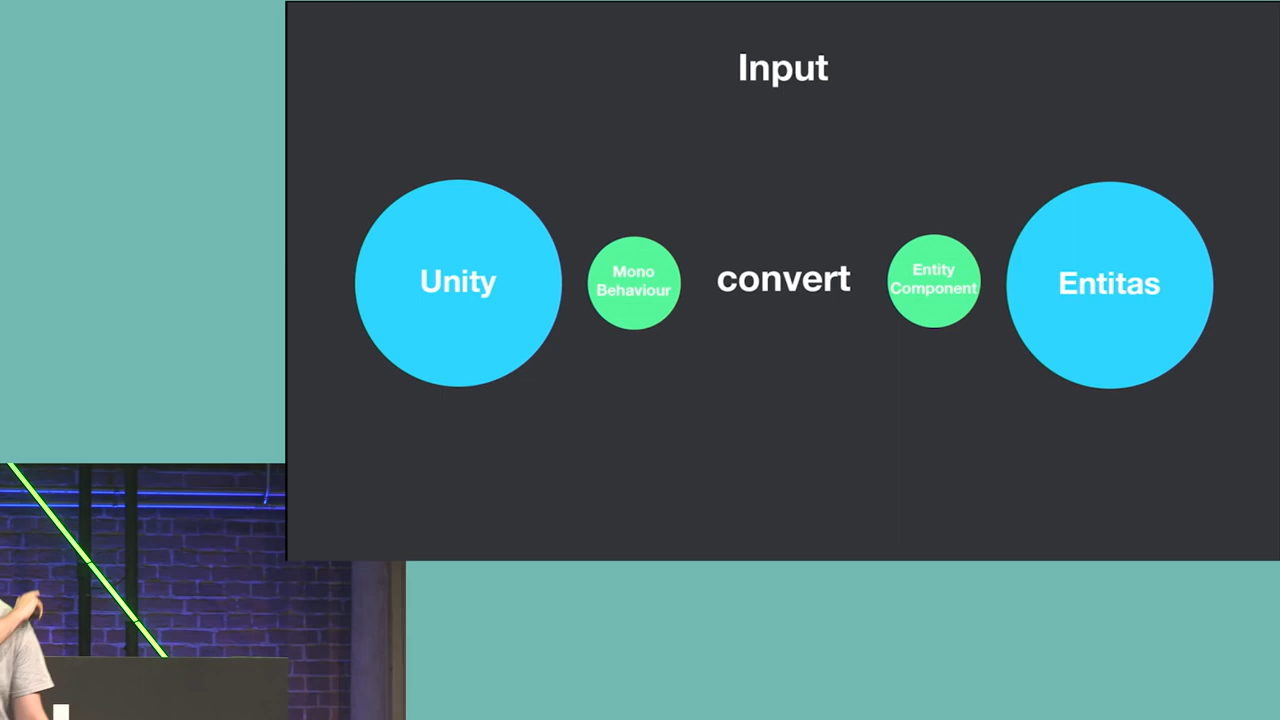 Input
Unity
Mono
Behaviour
convert
Entity
Component
Entitas